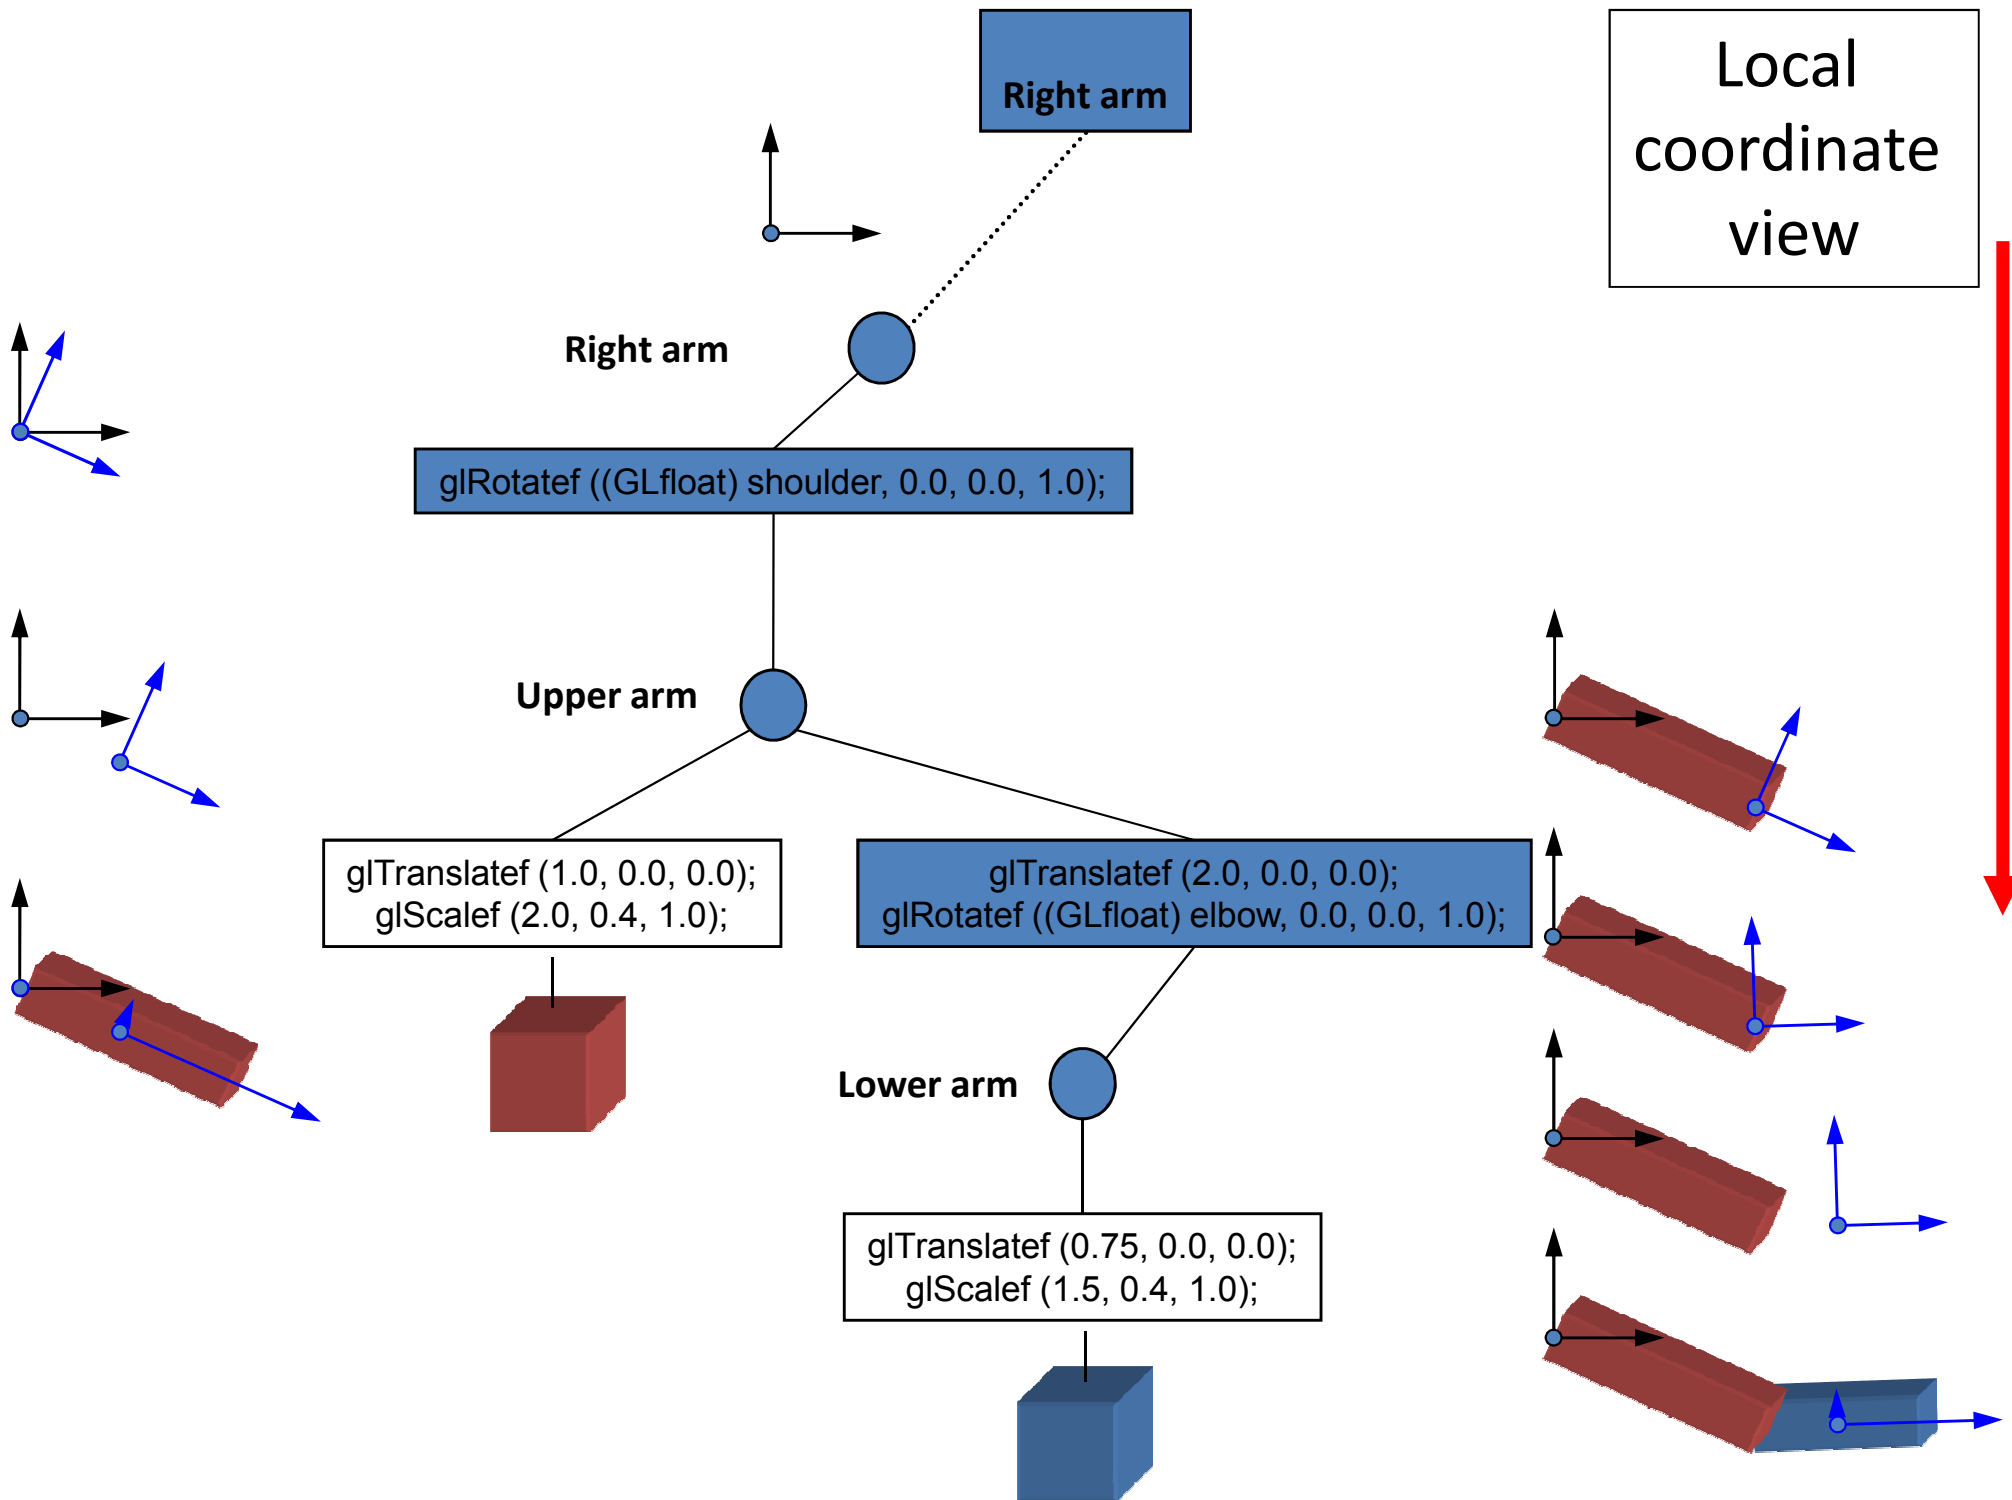 Right arm
Local
coordinate
view
Right arm
glRotatef ((GLfloat) shoulder, 0.0, 0.0, 1.0);
Upper arm
glTranslatef (1.0, 0.0, 0.0);
glScalef (2.0, 0.4, 1.0);
glTranslatef (2.0, 0.0, 0.0);
glRotatef ((GLfloat) elbow, 0.0, 0.0, 1.0);
Lower arm
glTranslatef (0.75, 0.0, 0.0);
glScalef (1.5, 0.4, 1.0);